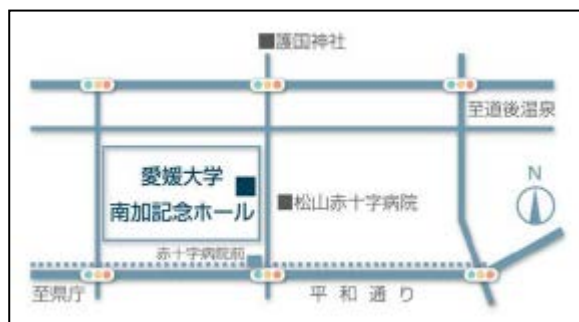 ■護国神社
至道後温泉
愛媛大学
南加記念ホール
N
■松山赤十字病院
赤十字病院前
至県庁
平和通り